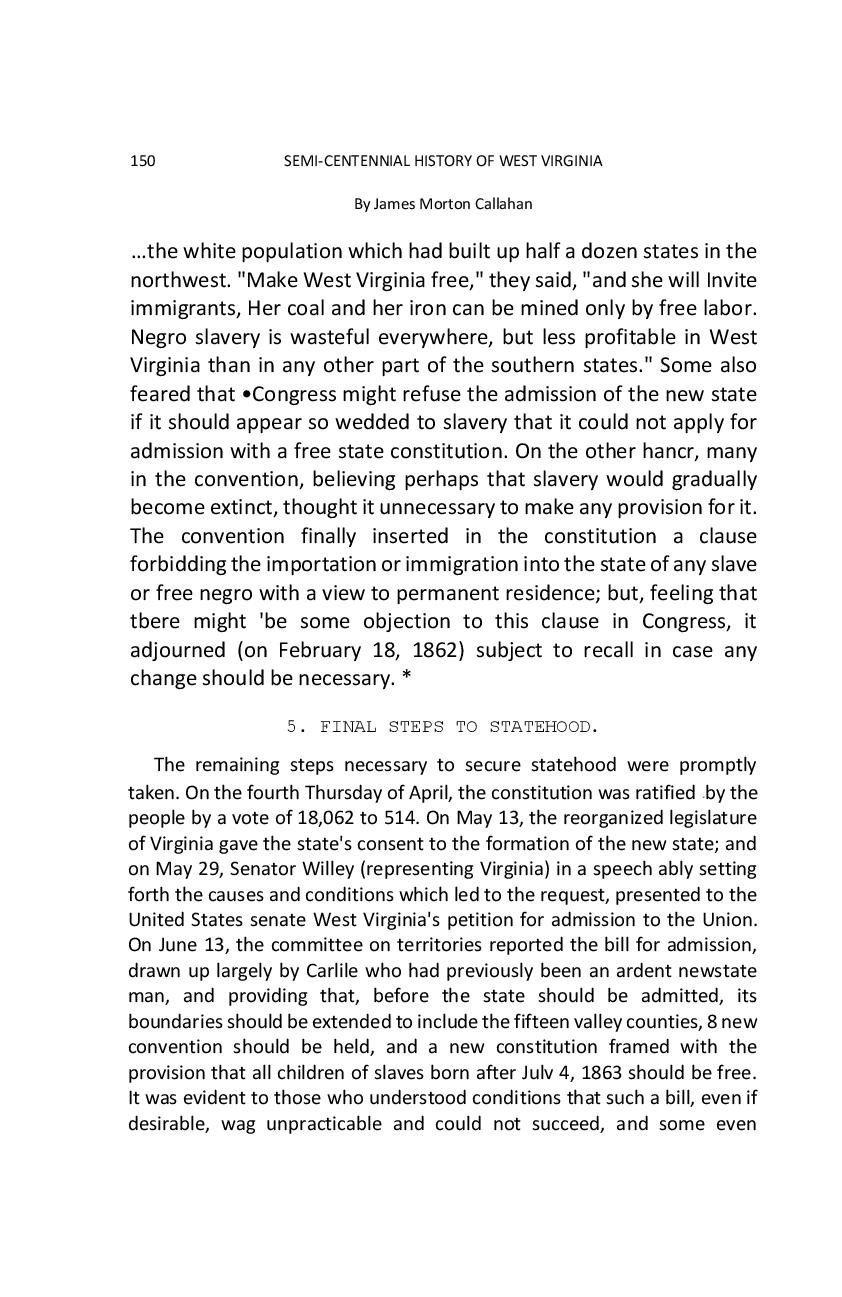 150 SEMI-CENTENNIAL HISTORY OF WEST VIRGINIA
By James Morton Callahan
…the white population which had built up half a dozen states in the
northwest. "Make West Virginia free," they said, "and she will Invite
immigrants, Her coal and her iron can be mined only by free labor.
Negro slavery is wasteful everywhere, but less profitable in West
Virginia than in any other part of the southern states." Some also
feared that •Congress might refuse the admission of the new state
if it should appear so wedded to slavery that it could not apply for
admission with a free state constitution. On the other hancr, many
in the convention, believing perhaps that slavery would gradually
become extinct, thought it unnecessary to make any provision for it.
The convention finally inserted in the constitution a clause
forbidding the importation or immigration into the state of any slave
or free negro with a view to permanent residence; but, feeling that
tbere might 'be some objection to this clause in Congress, it
adjourned (on February 18, 1862) subject to recall in case any
change should be necessary. *
5. FINAL STEPS TO STATEHOOD.
The remaining steps necessary to secure statehood were promptly
taken. On the fourth Thursday of April, the constitution was ratified .by the
people by a vote of 18,062 to 514. On May 13, the reorganized legislature
of Virginia gave the state's consent to the formation of the new state; and
on May 29, Senator Willey (representing Virginia) in a speech ably setting
forth the causes and conditions which led to the request, presented to the
United States senate West Virginia's petition for admission to the Union.
On June 13, the committee on territories reported the bill for admission,
drawn up largely by Carlile who had previously been an ardent newstate
man, and providing that, before the state should be admitted, its
boundaries should be extended to include the fifteen valley counties, 8 new
convention should be held, and a new constitution framed with the
provision that all children of slaves born after Julv 4, 1863 should be free.
It was evident to those who understood conditions that such a bill, even if
desirable, wag unpracticable and could not succeed, and some even